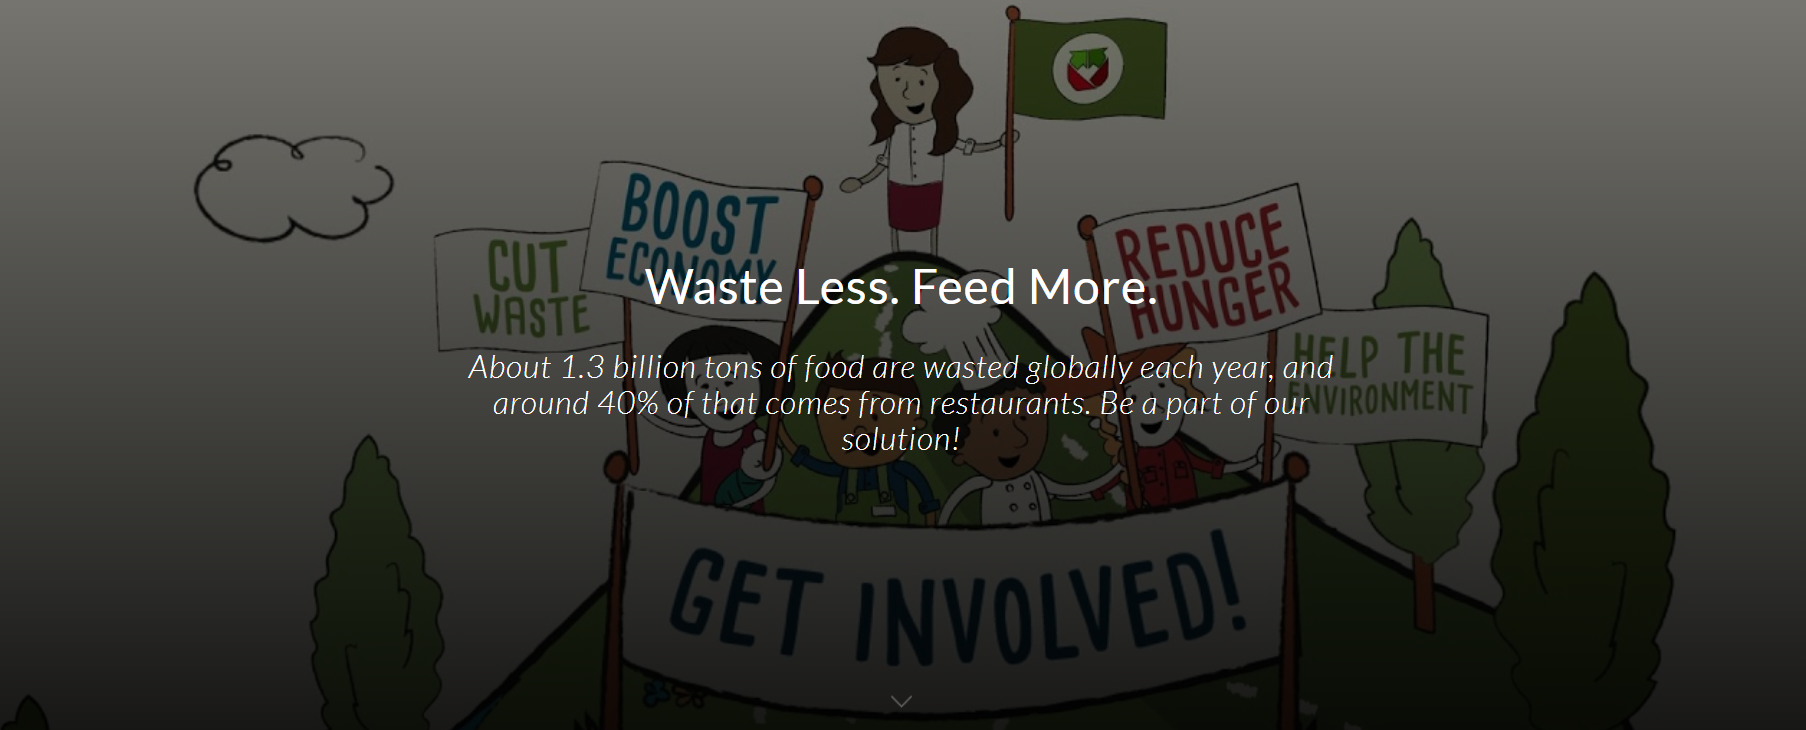 Waste Less. Feed More.
About 1.3 billion tons of food are wasted globally each year, and
around 40% of that comes from restaurants. Be a part of our
solution!
CUT
WASTE
BOOST
ECONOMY
REDUCE
HUNGER
HELP THE
ENVIRONMENT
GET INVOLVED!